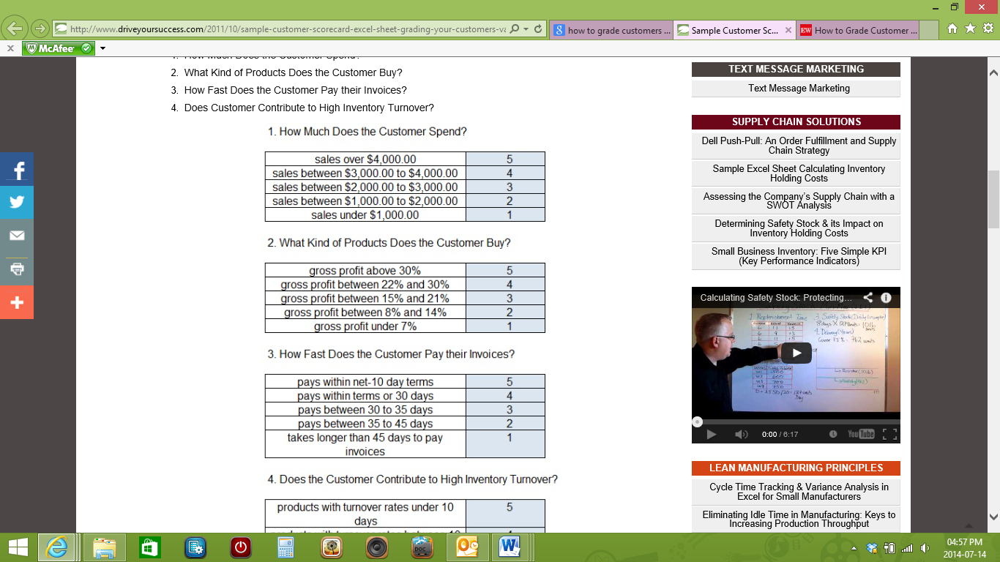 http://www.driveyoursuccess.com/2011/10/sample-customer-scorecard-excel-sheet-grading-your-customers-va
how to grade customers ...
Sample Customer Sc...
EW How to Grade Customer ...
McAfee
1. How Much Does the Customer Spend?
2. What Kind of Products Does the Customer Buy?
3. How Fast Does the Customer Pay their Invoices?
4. Does Customer Contribute to High Inventory Turnover?
1. How Much Does the Customer Spend?
sales over $4,000.00 5
sales between $3,000.00 to $4,000.00 4
sales between $2,000.00 to $3,000.00 3
sales between $1,000.00 to $2,000.00 2
sales under $1,000.00 1
2. What Kind of Products Does the Customer Buy?
gross profit above 30% 5
gross profit between 22% and 30% 4
gross profit between 15% and 21% 3
gross profit between 8% and 14% 2
gross profit under 7% 1
3. How Fast Does the Customer Pay their Invoices?
pays within net-10 day terms 5
pays within terms or 30 days 4
pays between 30 to 35 days 3
pays between 35 to 45 days 2
takes longer than 45 days to pay 1
invoices
4. Does the Customer Contribute to High Inventory Turnover?
products with turnover rates under 10 5
days
TEXT MESSAGE MARKETING
Text Message Marketing
SUPPLY CHAIN SOLUTIONS
Dell Push-Pull: An Order Fulfillment and Supply
Chain Strategy
Sample Excel Sheet Calculating Inventory
Holding Costs
Assessing the Company's Supply Chain with a
SWOT Analysis
Determining Safety Stock & its Impact on
Inventory Holding Costs
Small Business Inventory: Five Simple KPI
(Key Performance Indicators)
Calculating Safety Stock: Protecting...
1. Replenishment Time
0:00 / 6:17
YouTube
LEAN MANUFACTURING PRINCIPLES
Cycle Time Tracking & Variance Analysis in
Excel for Small Manufacturers
Eliminating Idle Time in Manufacturing: Keys to
Increasing Production Throughput
DOC
04:57 PM
2014-07-14